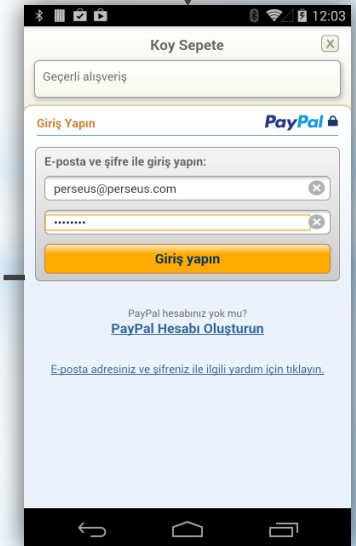 12:03
Koy Sepete
Geçerli alışveriş
Giriş Yapın
PayPal
E-posta ve şifre ile giriş yapın:
perseus@perseus.com
••••••••
Giriş yapın
PayPal hesabınız yok mu?
PayPal Hesabı Oluşturun
E-posta adresiniz ve şifreniz ile ilgili yardım için tıklayın.